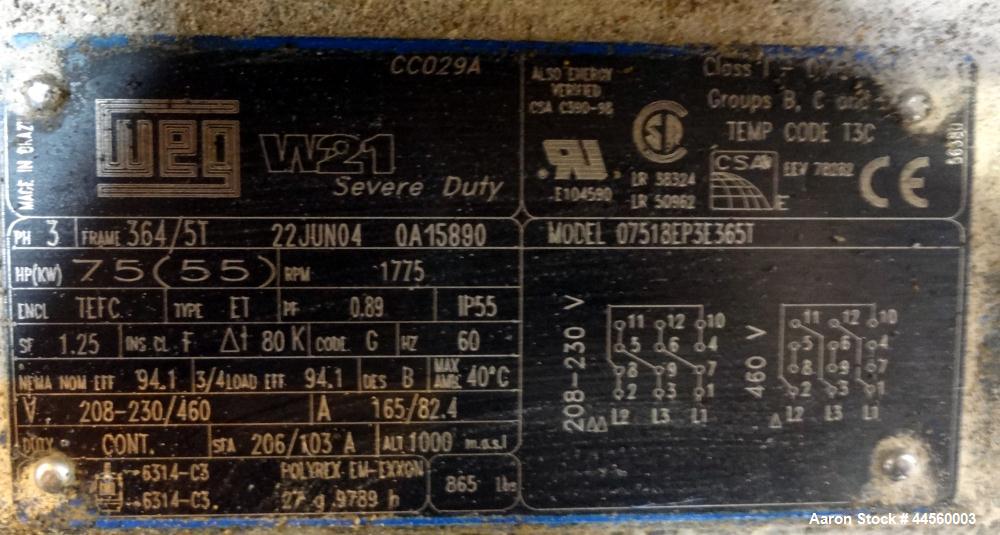 CC029A
MADE IN BRAZIL
WEG W21
Severe Duty
ALSO ENERGY
VERIFIED
CSA C390-98
E104590
LR 38324
LR 50962
Class I -
Groups B, C and
TEMP CODE T3C
CSA
E
EEV 78282
CE
PH 3 FRAME 364/5T 22JUN04 QA15890
MODEL 07518EP3E365T
HP(KW) 75(55) RPM 1775
ENCL TEFC TYPE ET PF 0.89 IP55
SF 1.25 INS CL F Δt 80 K CODE G HZ 60
NEMA NOM EFF 94.1 3/4LOAD EFF 94.1 DES B MAX AMB 40°C
V 208-230/460 A 165/82.4
DUTY CONT. SFA 206/103 A ALT 1000 m.a.s.l
6314-C3 POLYREX EM-EXXON
6314-C3 27 g 9789 h
865 lbs
208-230 V
11 12 10
5 6 4
8 9 7
2 3 1
ΔΔ L2 L3 L1
460 V
11 12 10
5 6 4
8 9 7
2 3 1
Δ L2 L3 L1
Aaron Stock # 44560003